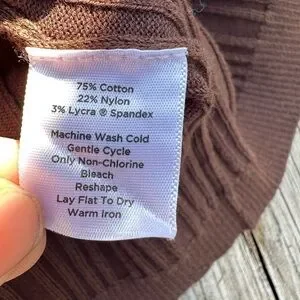 75% Cotton
22% Nylon
3% Lycra ® Spandex
Machine Wash Cold
Gentle Cycle
Only Non-Chlorine
Bleach
Reshape
Lay Flat To Dry
Warm Iron